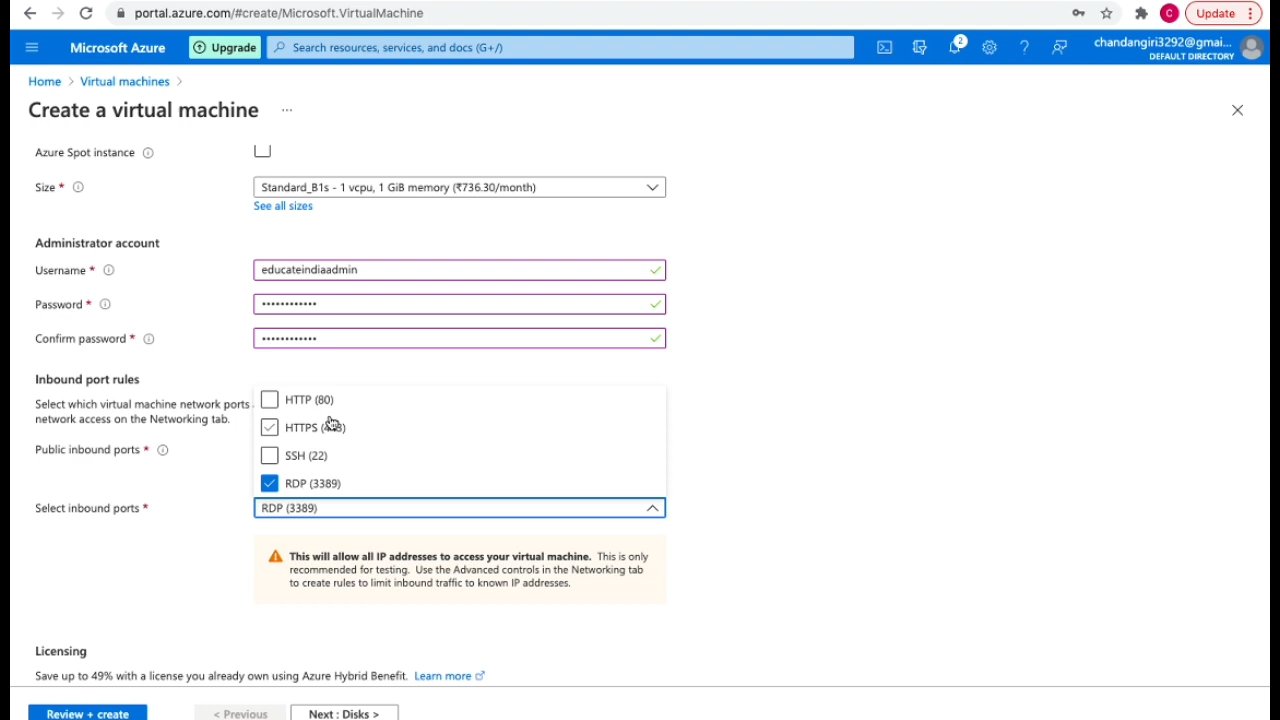 portal.azure.com/#create/Microsoft.VirtualMachine
Update
Microsoft Azure
Upgrade
Search resources, services, and docs (G+/)
2
chandangiri3292@gmai...
DEFAULT DIRECTORY
C
Home > Virtual machines >
Create a virtual machine ...
Azure Spot instance
Size *
Standard_B1s - 1 vcpu, 1 GiB memory (₹736.30/month)
See all sizes
Administrator account
Username *
educateindiaadmin
Password *
••••••••••••
Confirm password *
••••••••••••
Inbound port rules
Select which virtual machine network ports
network access on the Networking tab.
Public inbound ports *
HTTP (80)
HTTPS
SSH (22)
RDP (3389)
Select inbound ports *
RDP (3389)
This will allow all IP addresses to access your virtual machine. This is only
recommended for testing. Use the Advanced controls in the Networking tab
to create rules to limit inbound traffic to known IP addresses.
Licensing
Save up to 49% with a license you already own using Azure Hybrid Benefit. Learn more
Review + create
< Previous
Next : Disks >